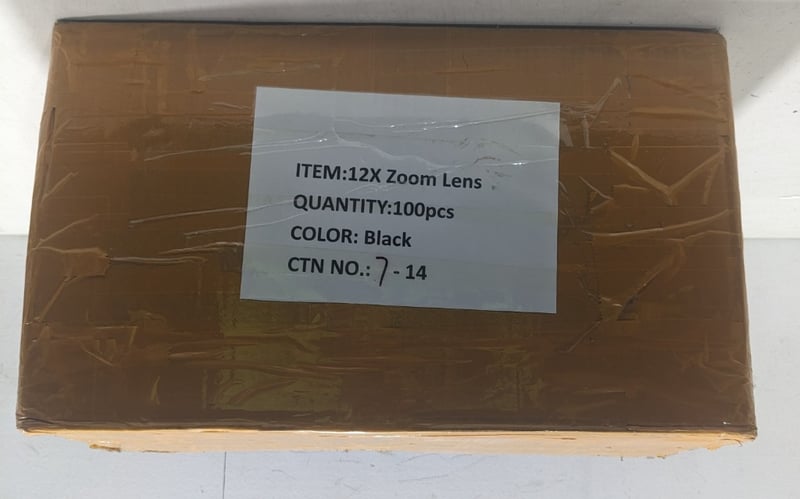 ITEM:12X Zoom Lens
QUANTITY:100pcs
COLOR: Black
CTN NO.: 7 - 14